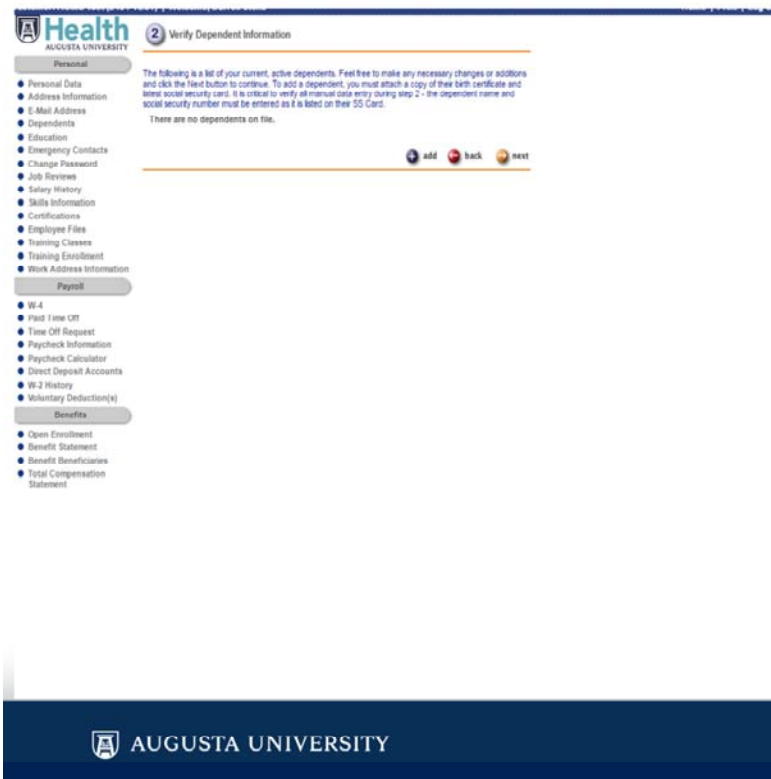 Health
AUGUSTA UNIVERSITY
2 Verify Dependent Information
Personal
Personal Data
Address Information
E-Mail Address
Dependents
Education
Emergency Contacts
Change Password
Job Reviews
Salary History
Skills Information
Certifications
Employee Files
Training Classes
Training Enrollment
Work Address Information
Payroll
W-4
Paid Time Off
Time Off Request
Paycheck Information
Paycheck Calculator
Direct Deposit Accounts
W-2 History
Voluntary Deduction(s)
Benefits
Open Enrollment
Benefit Statement
Benefit Beneficiaries
Total Compensation
Statement
The following is a list of your current, active dependents. Feel free to make any necessary changes or additions
and click the Next button to continue. To add a dependent, you must attach a copy of their birth certificate and
latest social security card. It is critical to verify all manual data entry during step 2 - the dependent name and
social security number must be entered as it is listed on their SS Card.
There are no dependents on file.
add back next
AUGUSTA UNIVERSITY